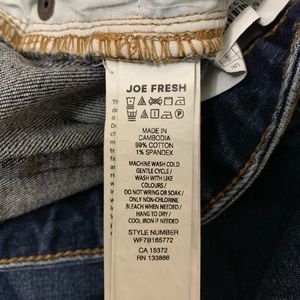 JOE FRESH
MADE IN
CAMBODIA
99% COTTON
1% SPANDEX
MACHINE WASH COLD
GENTLE CYCLE /
WASH WITH LIKE
COLOURS /
DO NOT WRING OR SOAK /
ONLY NON-CHLORINE
BLEACH WHEN NEEDED /
HANG TO DRY /
COOL IRON IF NEEDED
STYLE NUMBER
WF7B165772
CA 15372
RN 133886